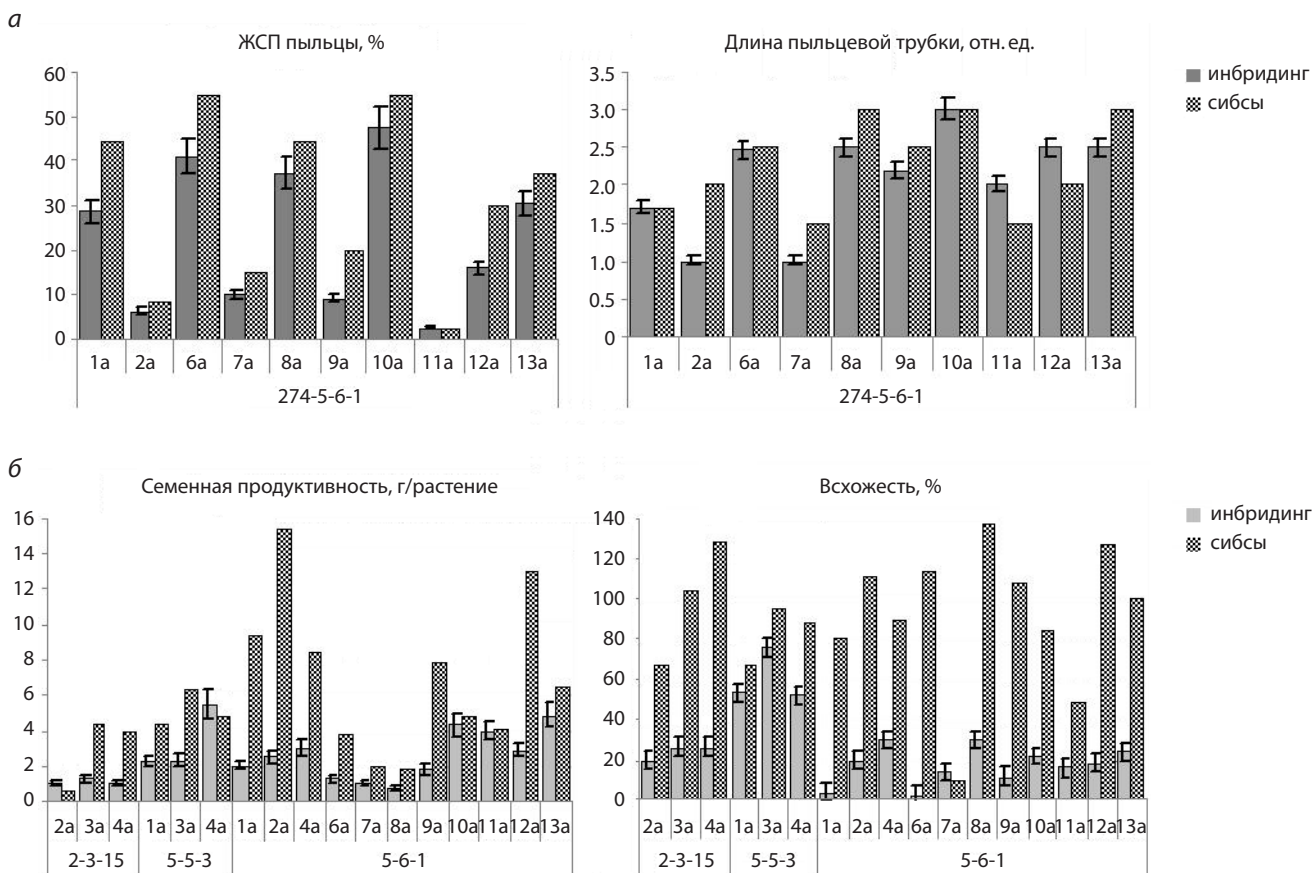 а
ЖСП пыльцы, %
60
50
40
30
20
10
0
1а 2а 6а 7а 8а 9а 10а 11а 12а 13а
274-5-6-1
Длина пыльцевой трубки, отн. ед.
3.5
3.0
2.5
2.0
1.5
1.0
0.5
0
1а 2а 6а 7а 8а 9а 10а 11а 12а 13а
274-5-6-1
инбридинг
сибсы
б
Семенная продуктивность, г/растение
16
14
12
10
8
6
4
2
0
2а 3а 4а 1а 3а 4а 1а 2а 4а 6а 7а 8а 9а 10а 11а 12а 13а
2-3-15 5-5-3 5-6-1
Всхожесть, %
140
120
100
80
60
40
20
0
2а 3а 4а 1а 3а 4а 1а 2а 4а 6а 7а 8а 9а 10а 11а 12а 13а
2-3-15 5-5-3 5-6-1
инбридинг
сибсы